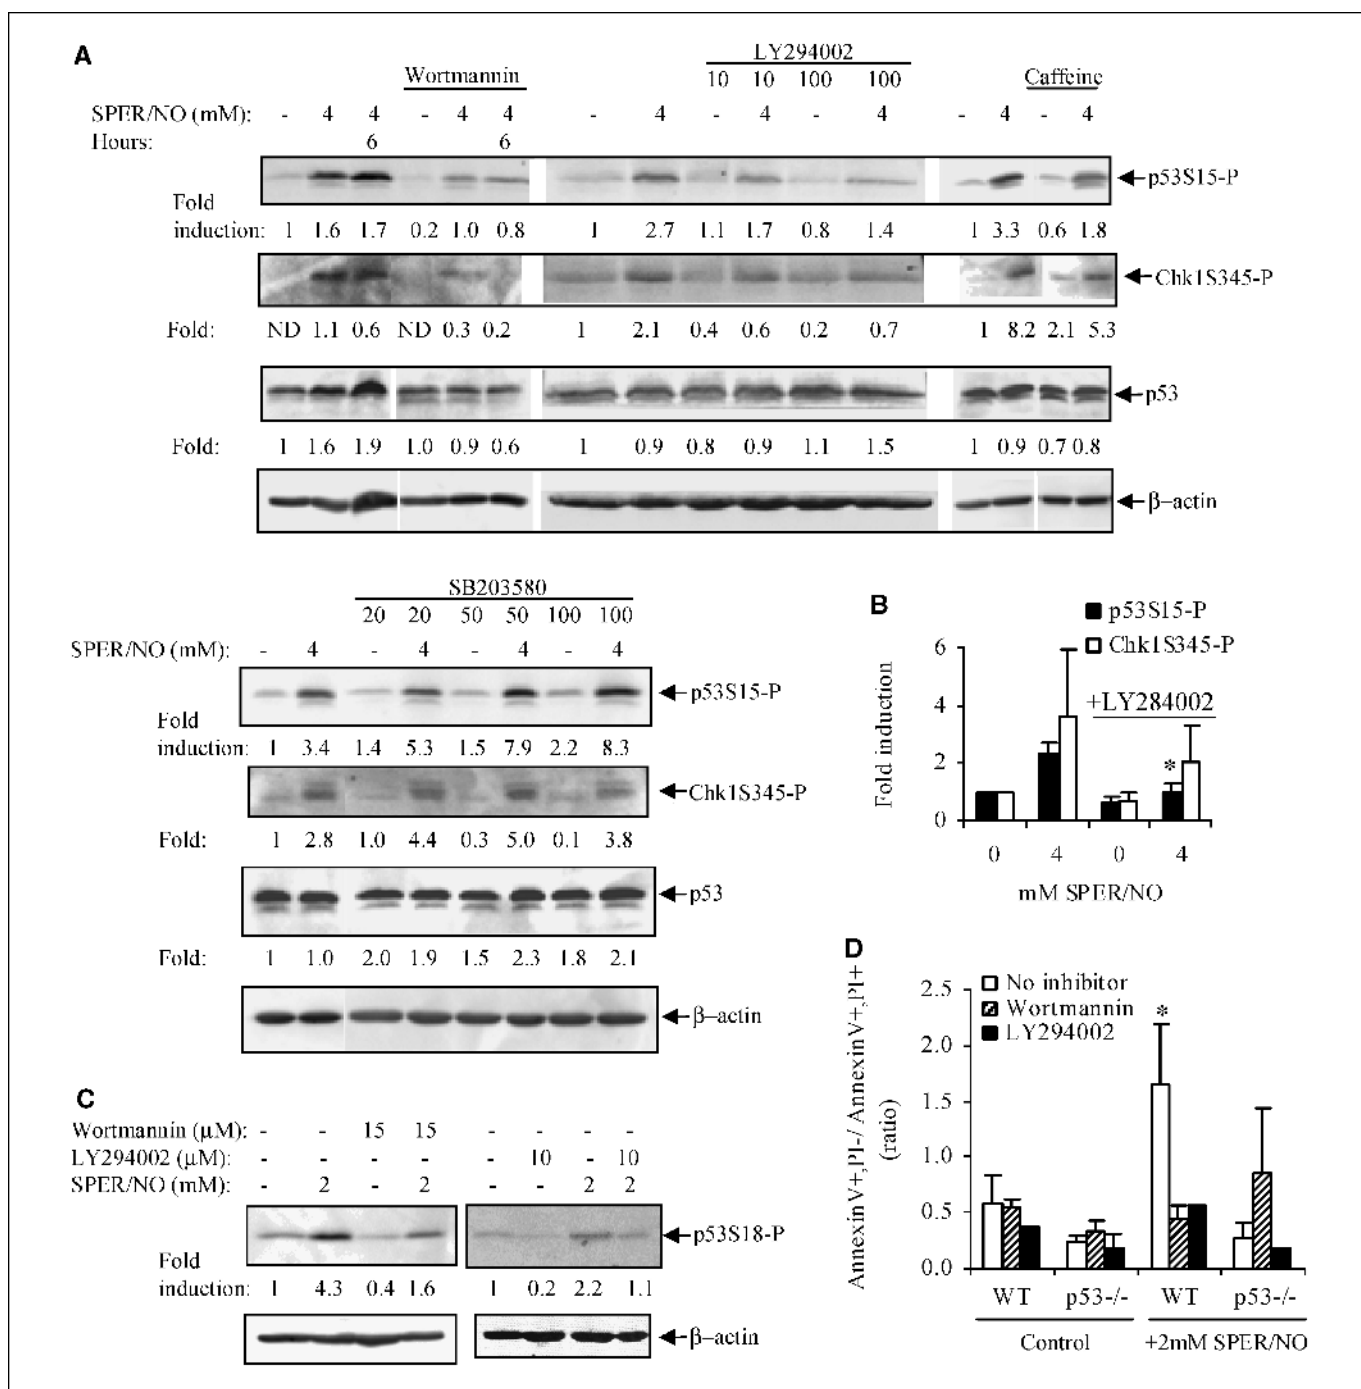 A
Wortmannin
LY294002
Caffeine
10 10 100 100
SPER/NO (mM): - 4 4 - 4 4 - 4 - 4 - 4 - 4 - 4
Hours: 6 6
p53S15-P
Fold
induction: 1 1.6 1.7 0.2 1.0 0.8 1 2.7 1.1 1.7 0.8 1.4 1 3.3 0.6 1.8
Chk1S345-P
Fold: ND 1.1 0.6 ND 0.3 0.2 1 2.1 0.4 0.6 0.2 0.7 1 8.2 2.1 5.3
p53
Fold: 1 1.6 1.9 1.0 0.9 0.6 1 0.9 0.8 0.9 1.1 1.5 1 0.9 0.7 0.8
β–actin
SB203580
20 20 50 50 100 100
SPER/NO (mM): - 4 - 4 - 4 - 4
p53S15-P
Fold
induction: 1 3.4 1.4 5.3 1.5 7.9 2.2 8.3
Chk1S345-P
Fold: 1 2.8 1.0 4.4 0.3 5.0 0.1 3.8
p53
Fold: 1 1.0 2.0 1.9 1.5 2.3 1.8 2.1
β–actin
B
p53S15-P
Chk1S345-P
+LY284002
Fold induction
6
4
2
0
*
0 4 0 4
mM SPER/NO
C
Wortmannin (μM): - - 15 15 - - - -
LY294002 (μM): - - - - - 10 - 10
SPER/NO (mM): - 2 - 2 - - 2 2
p53S18-P
Fold
induction: 1 4.3 0.4 1.6 1 0.2 2.2 1.1
β–actin
D
No inhibitor
Wortmannin
LY294002
AnnexinV+,PI-/ AnnexinV+,PI+
(ratio)
2.5
2.0
1.5
1.0
0.5
0.0
*
WT p53-/- WT p53-/-
Control +2mM SPER/NO